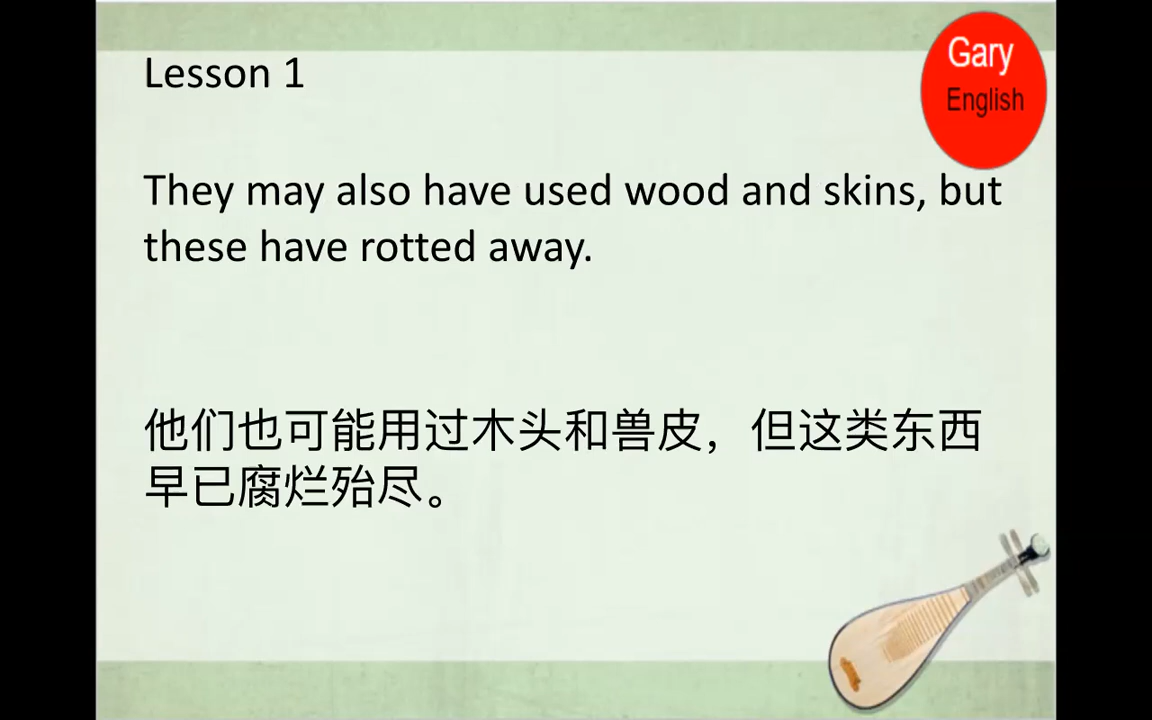 Gary
English
Lesson 1
They may also have used wood and skins, but
these have rotted away.
他们也可能用过木头和兽皮，但这类东西
早已腐烂殆尽。